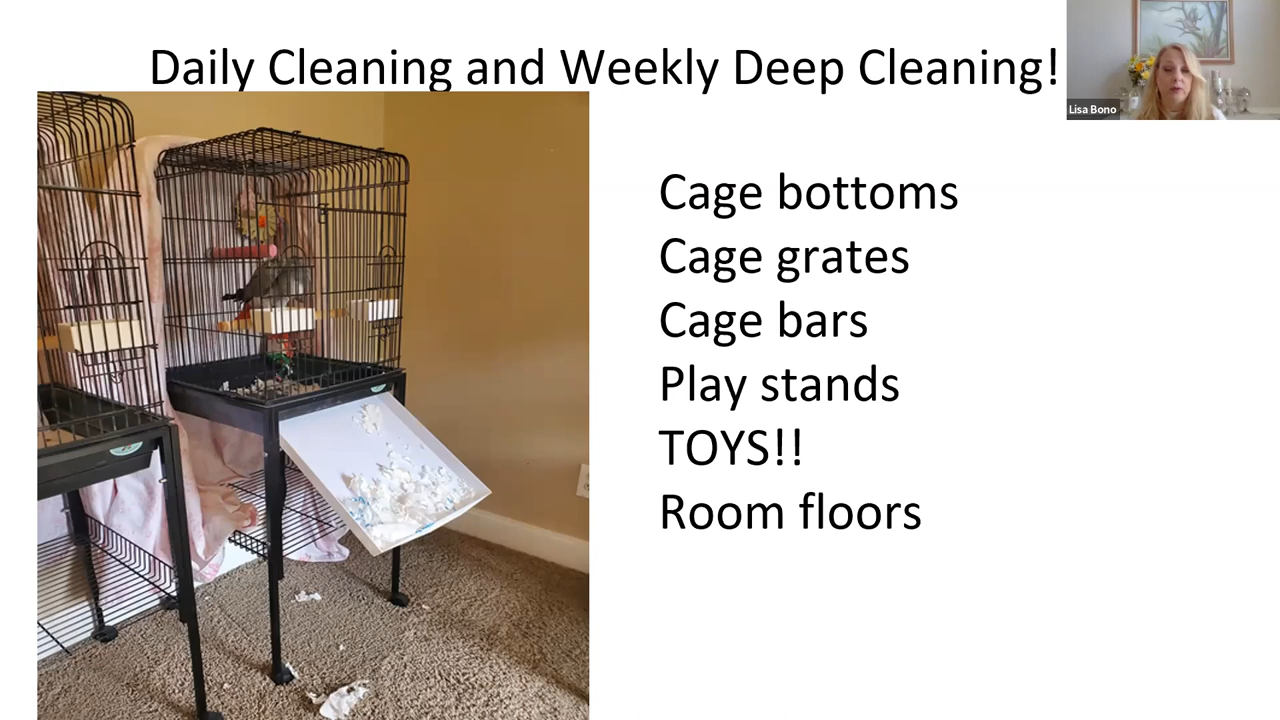 Daily Cleaning and Weekly Deep Cleaning!
Lisa Bono
Cage bottoms
Cage grates
Cage bars
Play stands
TOYS!!
Room floors